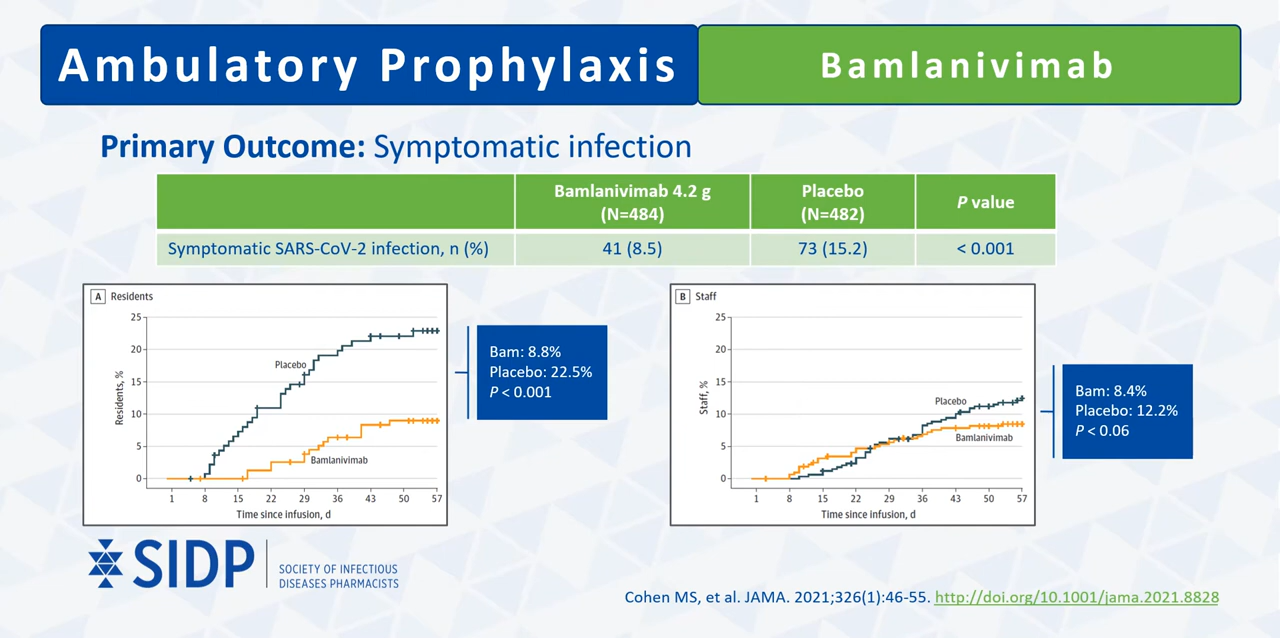 Ambulatory Prophylaxis
Bamlanivimab
Primary Outcome: Symptomatic infection
Bamlanivimab 4.2 g
(N=484)
Placebo
(N=482)
P value
Symptomatic SARS-CoV-2 infection, n (%)
41 (8.5)
73 (15.2)
< 0.001
A Residents
Residents, %
25
20
15
10
5
0
Placebo
Bamlanivimab
1 8 15 22 29 36 43 50 57
Time since infusion, d
Bam: 8.8%
Placebo: 22.5%
P < 0.001
B Staff
Staff, %
25
20
15
10
5
0
Placebo
Bamlanivimab
1 8 15 22 29 36 43 50 57
Time since infusion, d
Bam: 8.4%
Placebo: 12.2%
P < 0.06
SIDP
SOCIETY OF INFECTIOUS
DISEASES PHARMACISTS
Cohen MS, et al. JAMA. 2021;326(1):46-55. http://doi.org/10.1001/jama.2021.8828